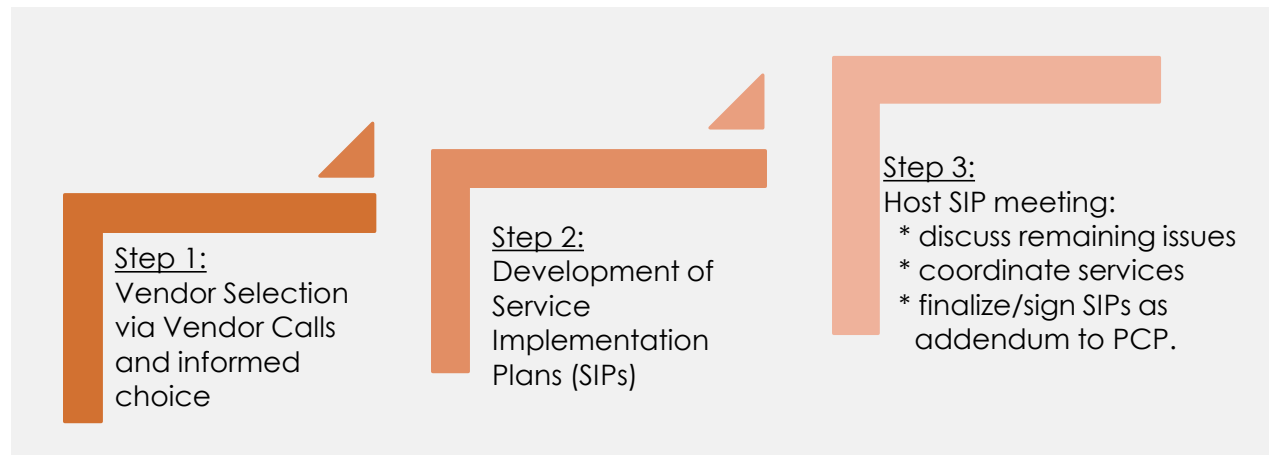 Step 1:
Vendor Selection
via Vendor Calls
and informed
choice
Step 2:
Development of
Service
Implementation
Plans (SIPs)
Step 3:
Host SIP meeting:
* discuss remaining issues
* coordinate services
* finalize/sign SIPs as
addendum to PCP.